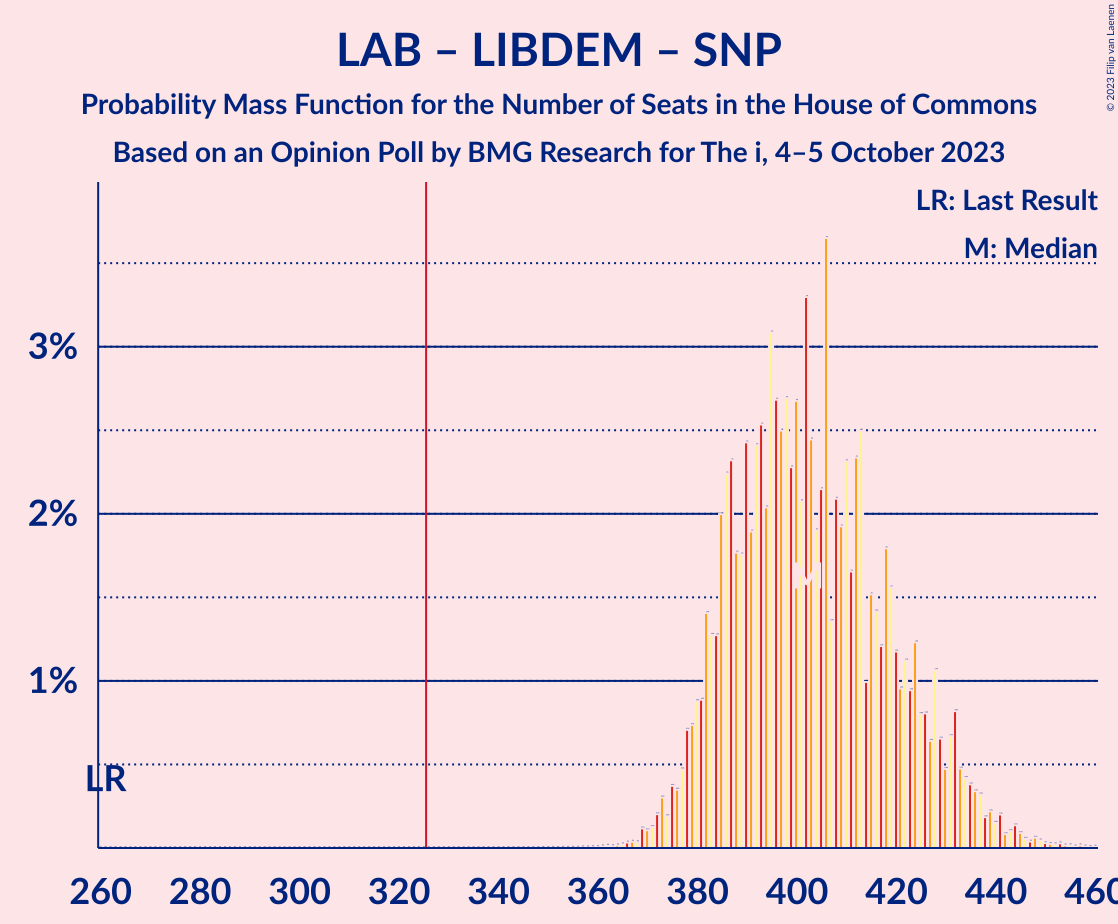 LAB – LIBDEM – SNP
Probability Mass Function for the Number of Seats in the House of Commons
Based on an Opinion Poll by BMG Research for The i, 4–5 October 2023
© 2023 Filip van Laenen
LR: Last Result
M: Median
3%
2%
1%
M
LR
260 280 300 320 340 360 380 400 420 440 460